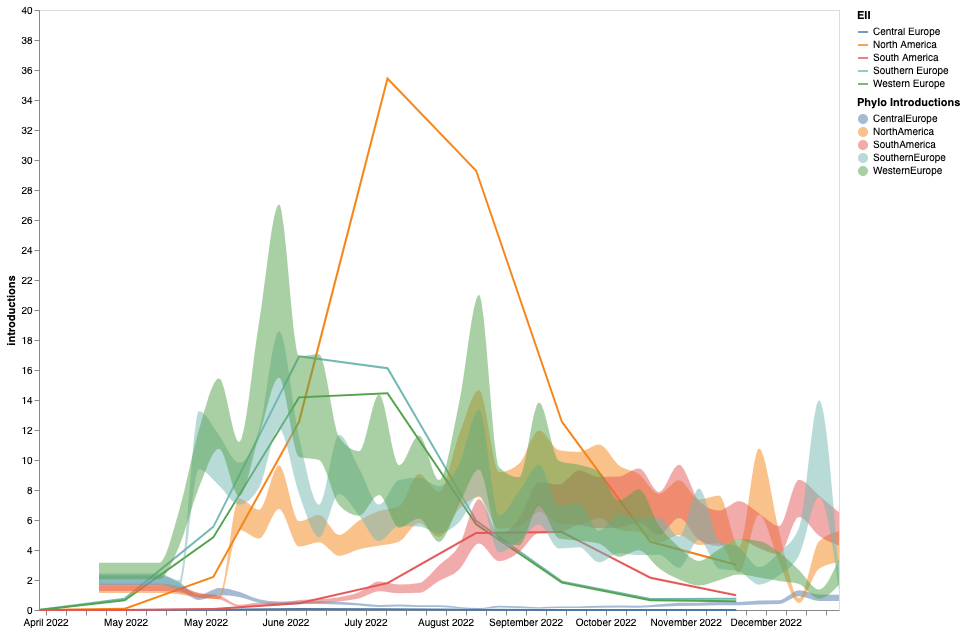 40
38
36
34
32
30
28
26
24
22
20
18
16
14
12
10
8
6
4
2
0
introductions
April 2022 May 2022 May 2022 June 2022 July 2022 August 2022 September 2022 October 2022 November 2022 December 2022
EII
Central Europe
North America
South America
Southern Europe
Western Europe
Phylo Introductions
CentralEurope
NorthAmerica
SouthAmerica
SouthernEurope
WesternEurope